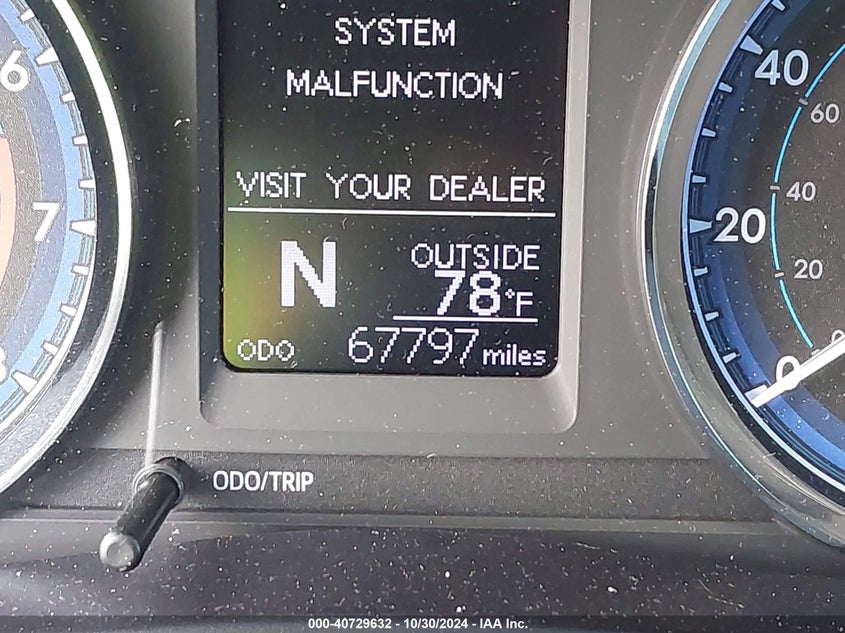 SYSTEM
MALFUNCTION
VISIT YOUR DEALER
N
OUTSIDE
78°F
ODO 67797 miles
ODO/TRIP
6
7
8
40
20
0
60
40
20
000-40729632 - 10/30/2024 - IAA Inc.